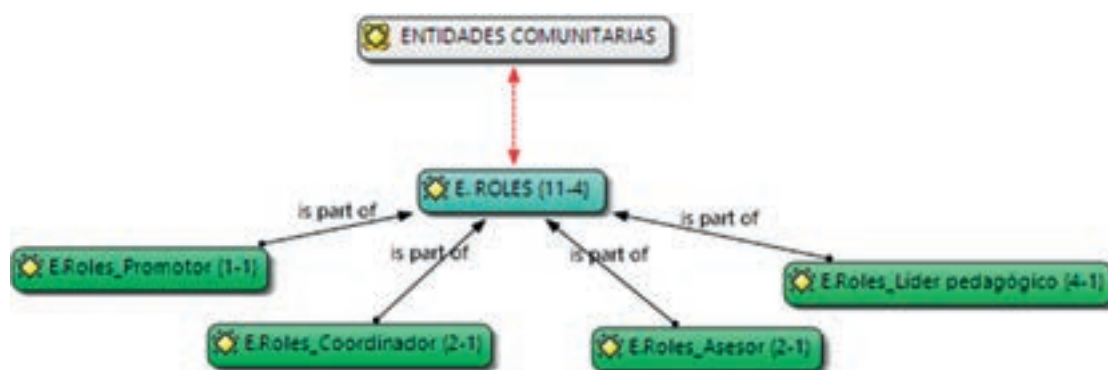 ENTIDADES COMUNITARIAS
E. ROLES (11-4)
is part of
is part of
is part of
is part of
E.Roles_Promotor (1-1)
E.Roles_Líder pedagógico (4-1)
E.Roles_Coordinador (2-1)
E.Roles_Asesor (2-1)